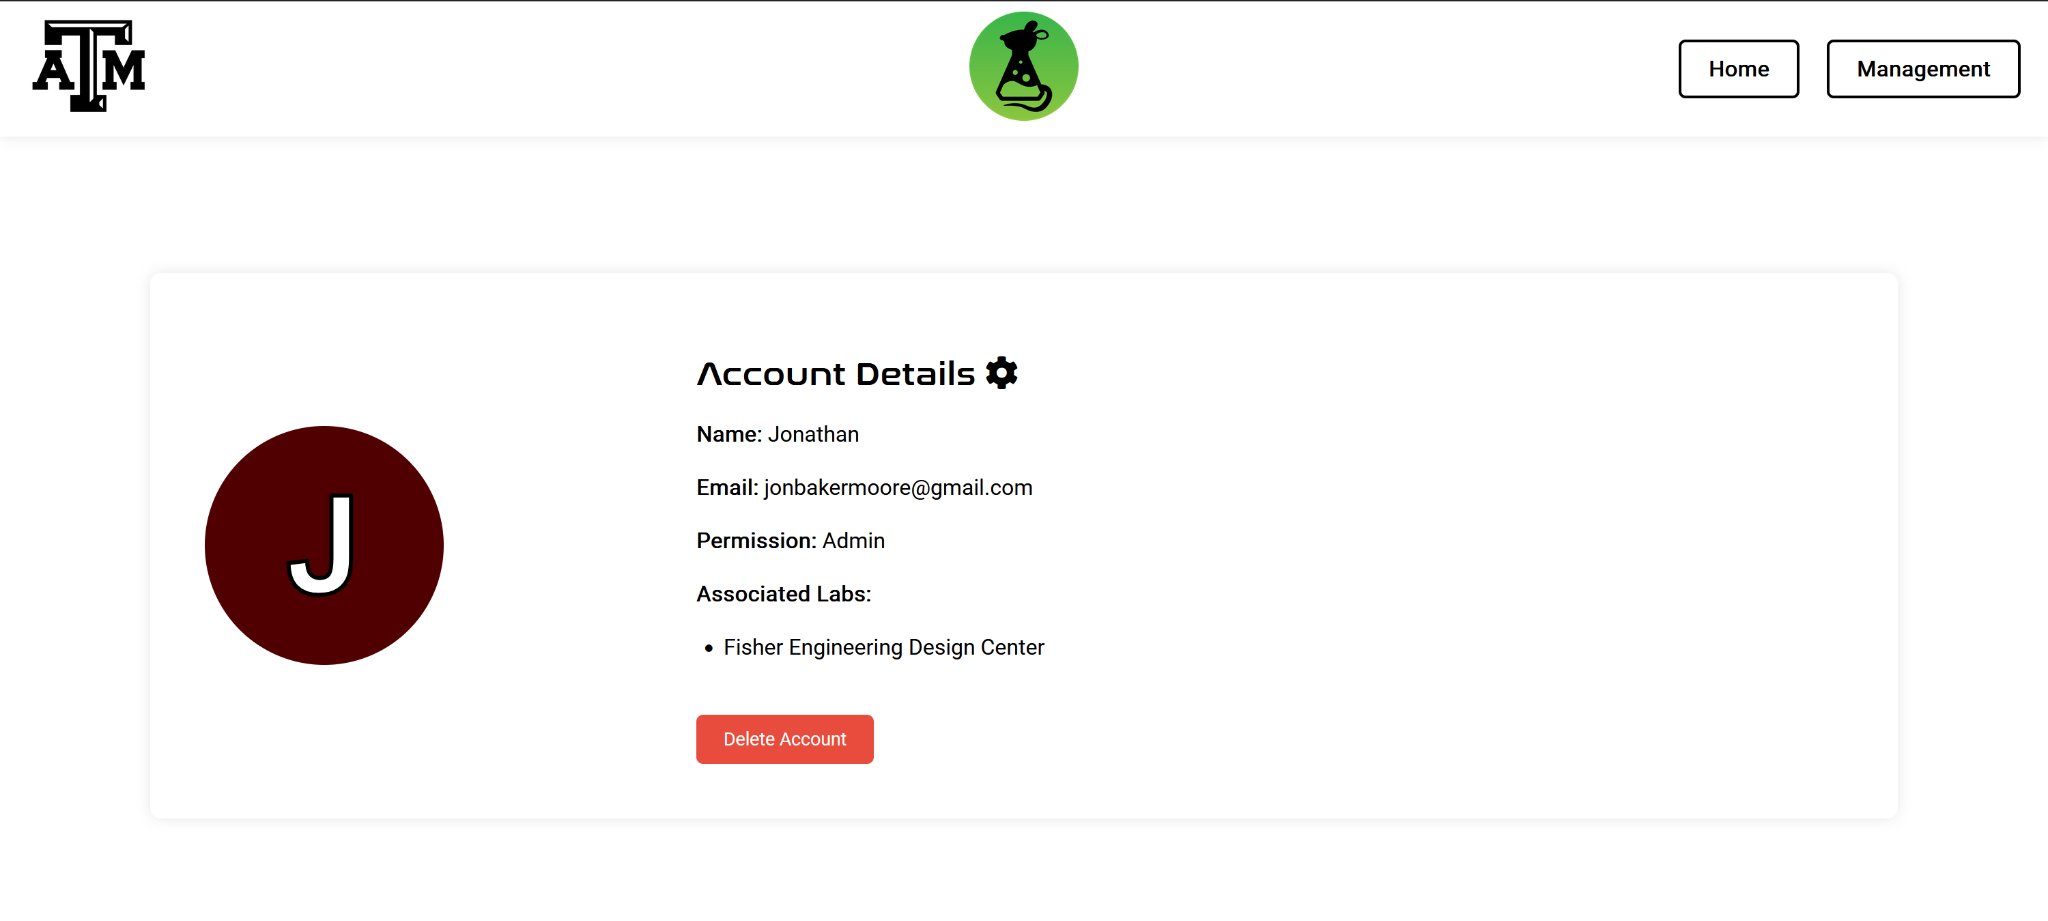 ATM
Home
Management
Account Details
Name: Jonathan
Email: jonbakermoore@gmail.com
Permission: Admin
Associated Labs:
• Fisher Engineering Design Center
J
Delete Account